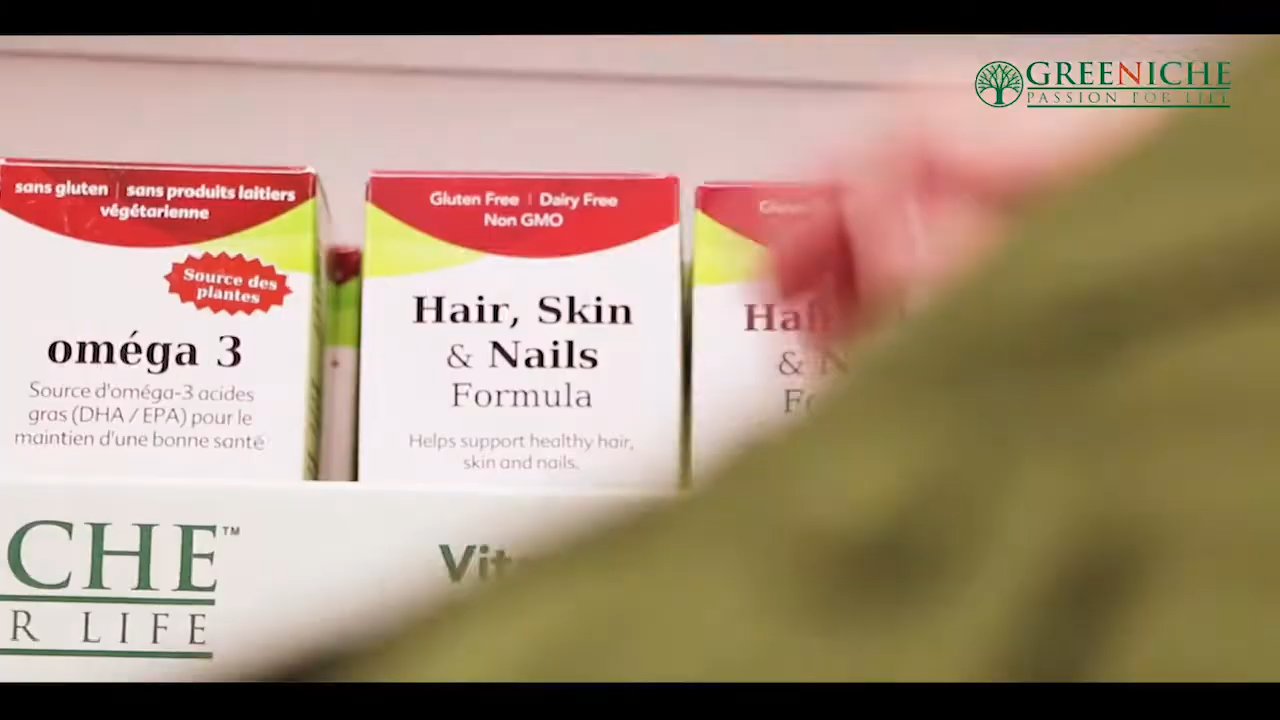 GREENICHE
PASSION FOR LIFE
sans gluten | sans produits laitiers
végétarienne
Source des
plantes
oméga 3
Source d'oméga-3 acides
gras (DHA / EPA) pour le
maintien d'une bonne santé
Gluten Free | Dairy Free
Non GMO
Hair, Skin
& Nails
Formula
Helps support healthy hair,
skin and nails.
&
CHE™
R LIFE